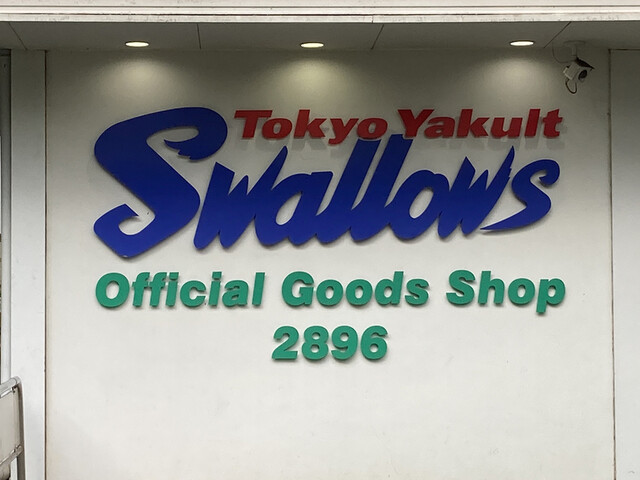 Tokyo Yakult
Swallows
Official Goods Shop
2896